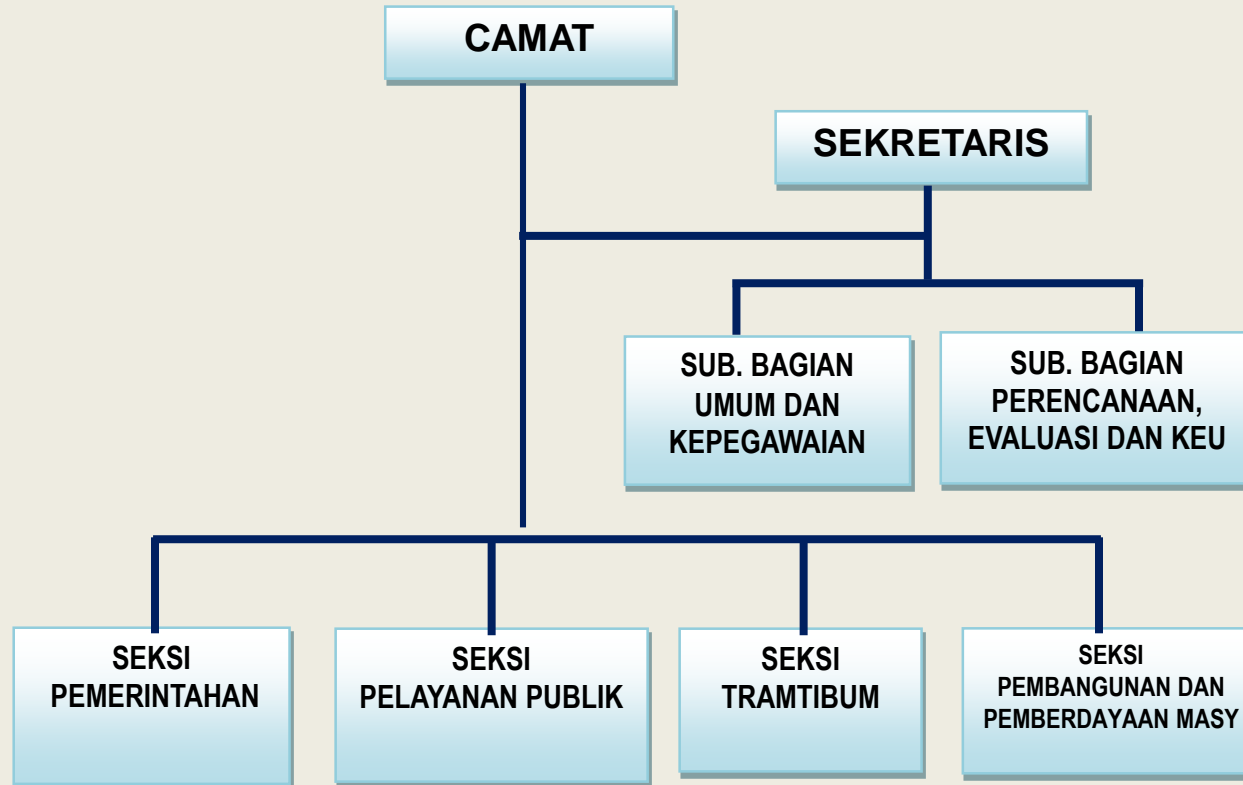 CAMAT
SEKRETARIS
SUB. BAGIAN
UMUM DAN
KEPEGAWAIAN
SUB. BAGIAN
PERENCANAAN,
EVALUASI DAN KEU
SEKSI
PEMERINTAHAN
SEKSI
PELAYANAN PUBLIK
SEKSI
TRAMTIBUM
SEKSI
PEMBANGUNAN DAN
PEMBERDAYAAN MASY